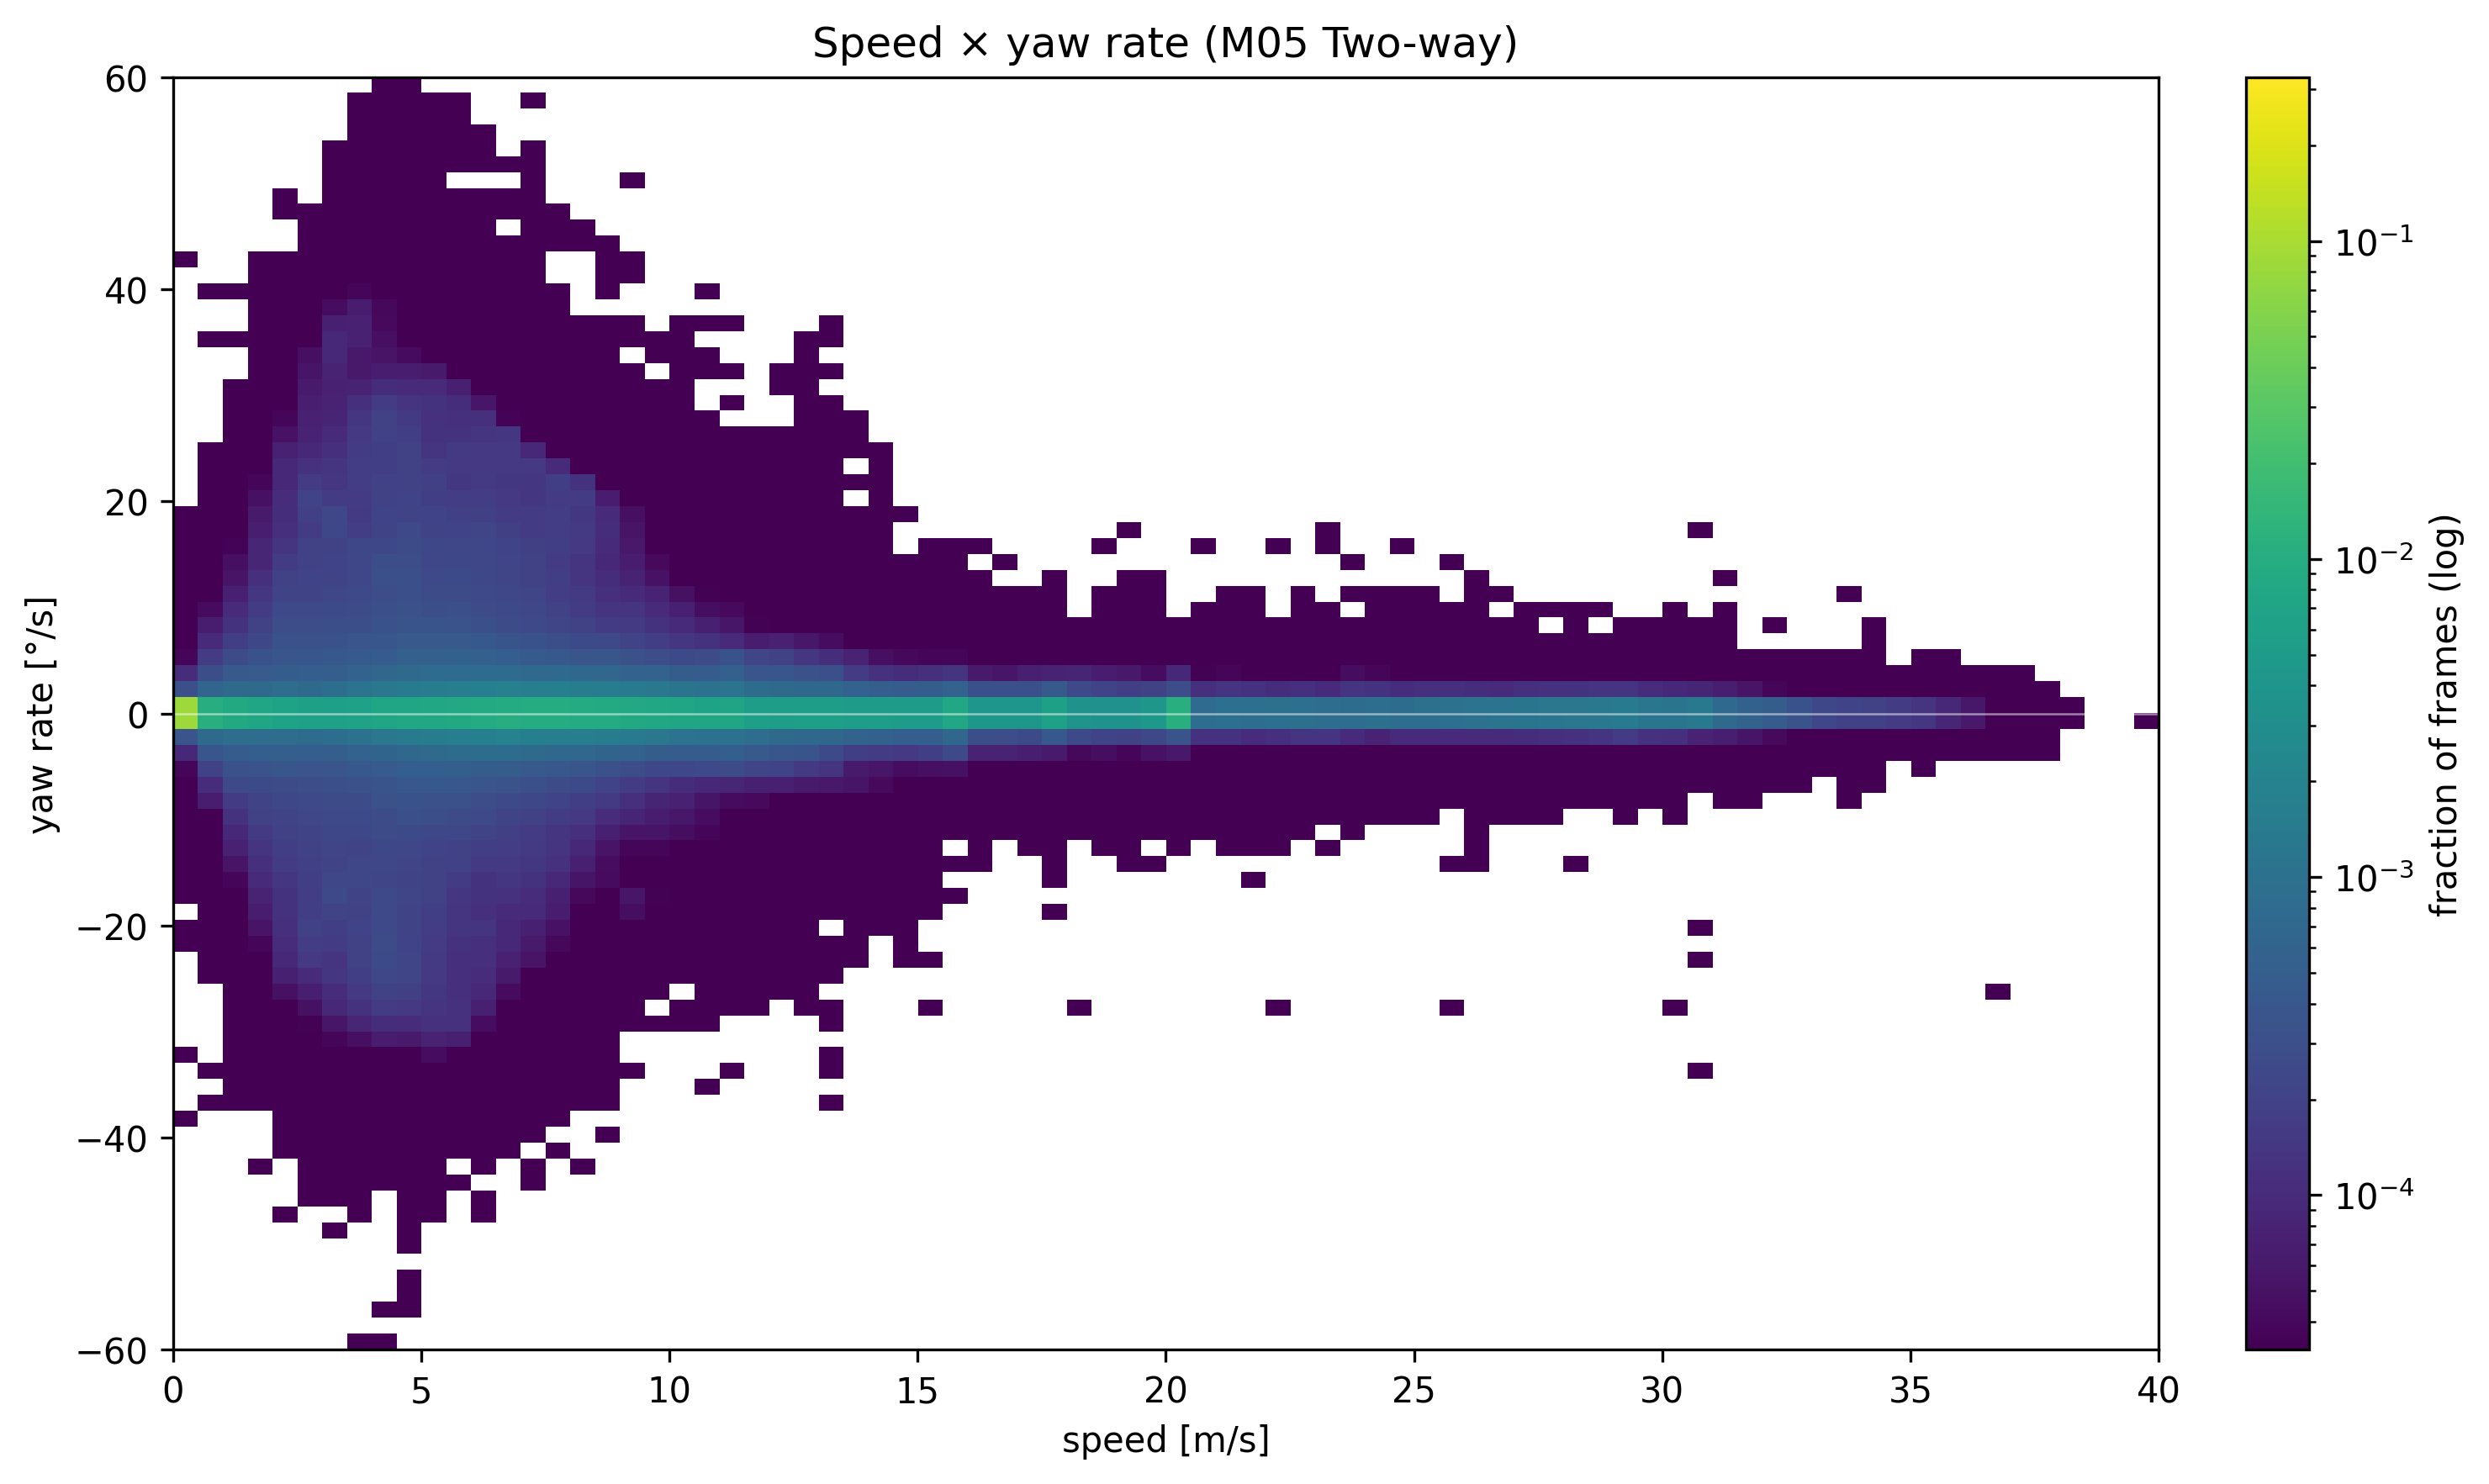 Speed × yaw rate (M05 Two-way)
60
40
20
0
−20
−40
−60
yaw rate [°/s]
0 5 10 15 20 25 30 35 40
speed [m/s]
10⁻¹
10⁻²
10⁻³
10⁻⁴
fraction of frames (log)